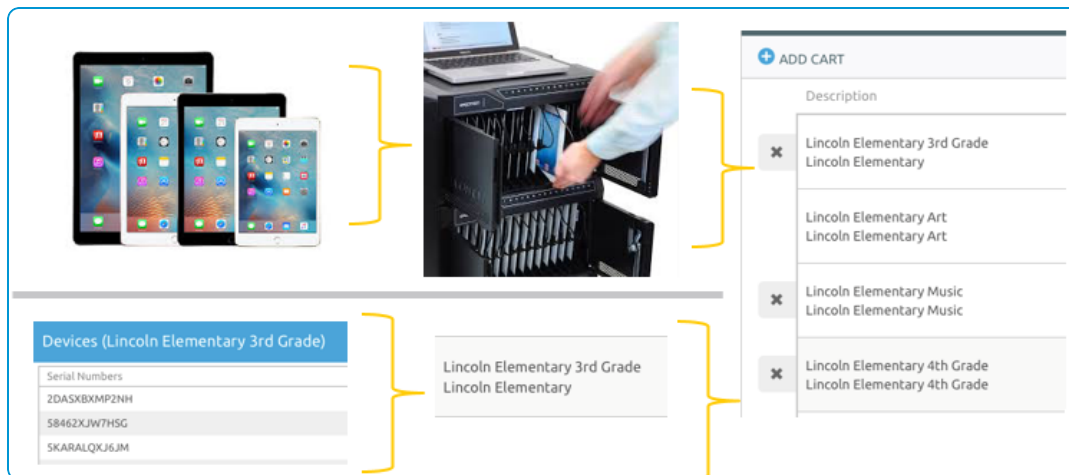 ADD CART
Description
Lincoln Elementary 3rd Grade
Lincoln Elementary
Lincoln Elementary Art
Lincoln Elementary Art
Lincoln Elementary Music
Lincoln Elementary Music
Lincoln Elementary 4th Grade
Lincoln Elementary 4th Grade
Devices (Lincoln Elementary 3rd Grade)
Serial Numbers
2DASXBXMP2NH
58462XJW7HSG
5KARALQXJ6JM
Lincoln Elementary 3rd Grade
Lincoln Elementary